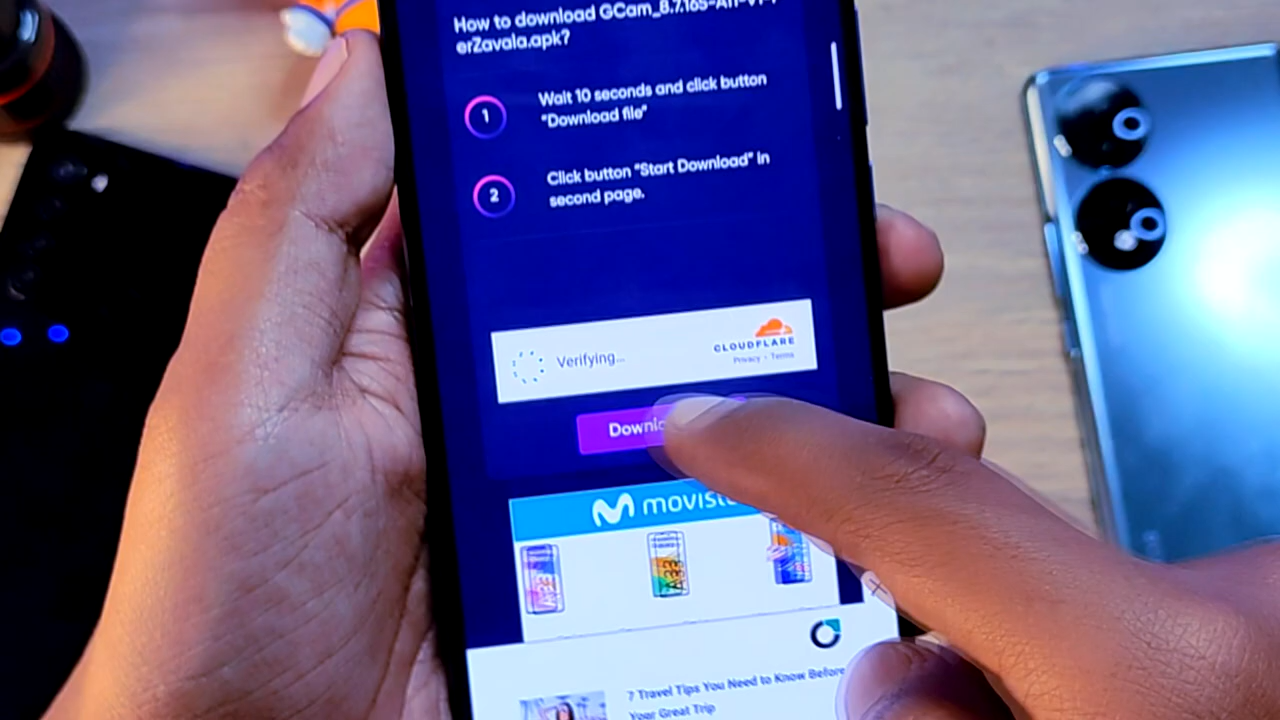 How to download GCam_8.7.165-A11-V1-
erZavala.apk?
1
Wait 10 seconds and click button
"Download file"
2
Click button "Start Download" in
second page.
Verifying...
CLOUDFLARE
Privacy • Terms
Downlo
movist
7 Travel Tips You Need to Know Before
Your Great Trip